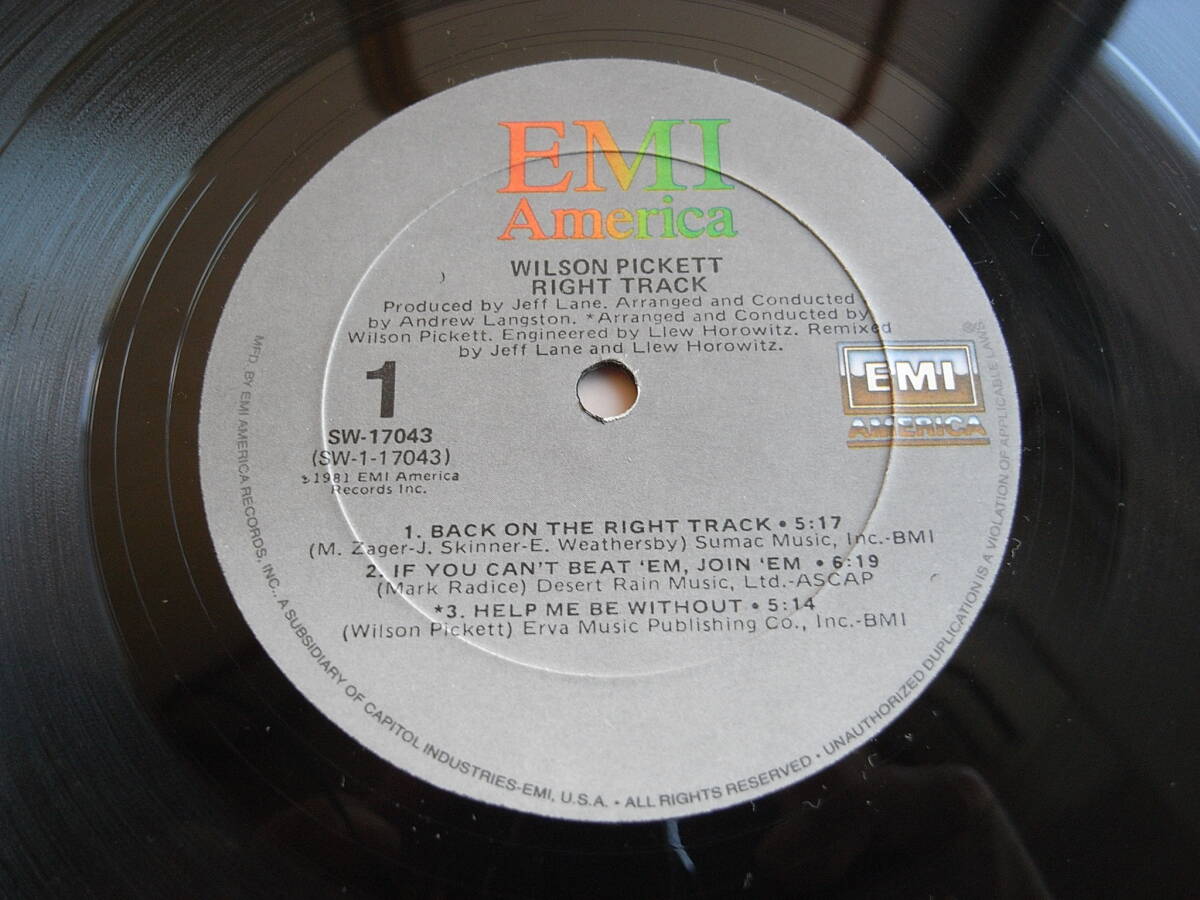 EMI
America
WILSON PICKETT
RIGHT TRACK
Produced by Jeff Lane. Arranged and Conducted
by Andrew Langston. *Arranged and Conducted by
Wilson Pickett. Engineered by Llew Horowitz. Remixed
by Jeff Lane and Llew Horowitz.
1
SW-17043
(SW-1-17043)
1981 EMI America
Records Inc.
EMI
AMERICA
®
1. BACK ON THE RIGHT TRACK • 5:17
(M. Zager-J. Skinner-E. Weathersby) Sumac Music, Inc.-BMI
2. IF YOU CAN'T BEAT 'EM, JOIN 'EM • 6:19
(Mark Radice) Desert Rain Music, Ltd.-ASCAP
*3. HELP ME BE WITHOUT • 5:14
(Wilson Pickett) Erva Music Publishing Co., Inc.-BMI
MFD. BY EMI AMERICA RECORDS, INC., A SUBSIDIARY OF CAPITOL INDUSTRIES-EMI, U.S.A. • ALL RIGHTS RESERVED • UNAUTHORIZED DUPLICATION IS A VIOLATION OF APPLICABLE LAWS